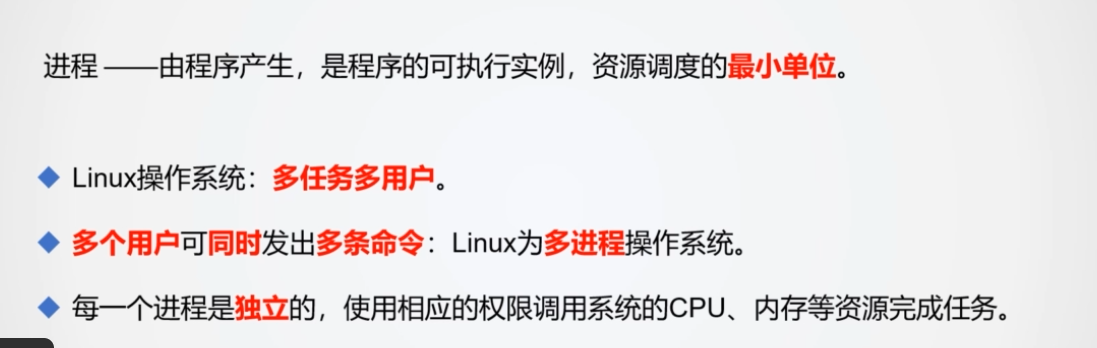 进程 ——由程序产生，是程序的可执行实例，资源调度的最小单位。
Linux操作系统：多任务多用户。
多个用户可同时发出多条命令：Linux为多进程操作系统。
每一个进程是独立的，使用相应的权限调用系统的CPU、内存等资源完成任务。